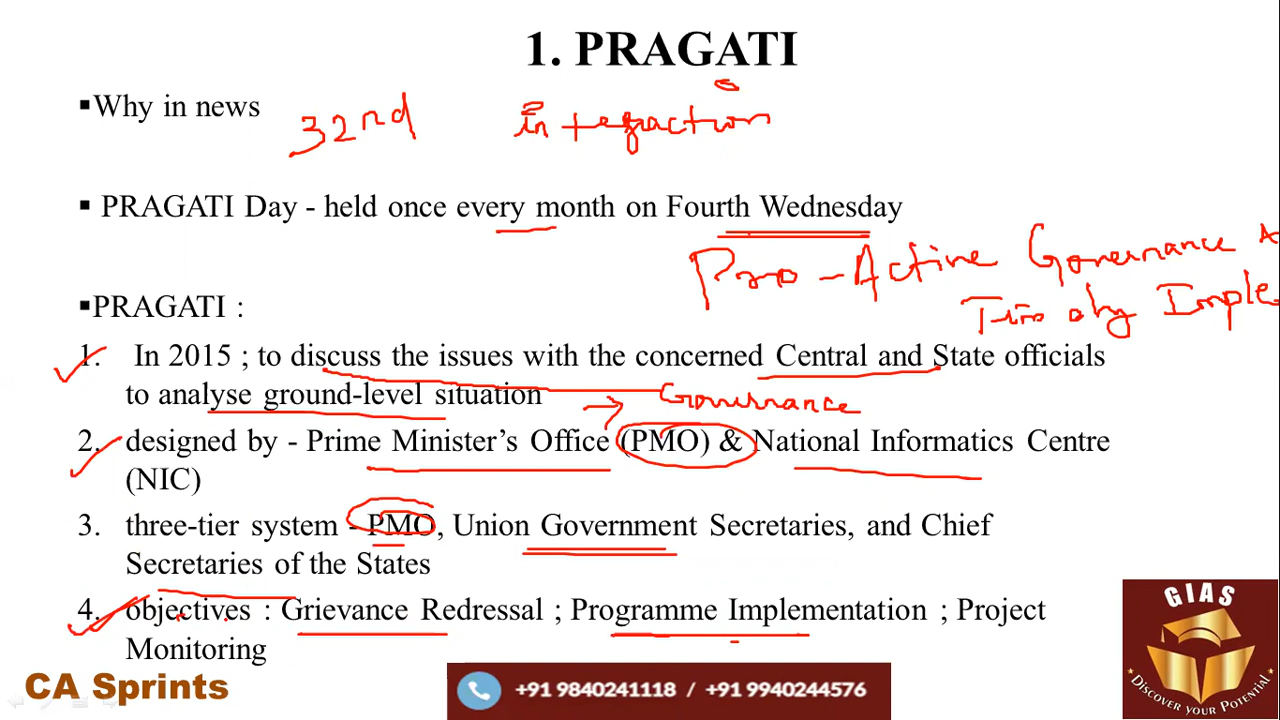 1. PRAGATI
▪Why in news
32nd interaction
▪ PRAGATI Day - held once every month on Fourth Wednesday
Pro-Active Governance A
▪PRAGATI :
Imple
1. In 2015 ; to discuss the issues with the concerned Central and State officials
to analyse ground-level situation
→ Governance
2. designed by - Prime Minister’s Office (PMO) & National Informatics Centre
(NIC)
3. three-tier system - PMO, Union Government Secretaries, and Chief
Secretaries of the States
4. objectives : Grievance Redressal ; Programme Implementation ; Project
Monitoring
GIAS
"DISCOVER YOUR POTENTIAL"
CA Sprints
+91 9840241118 / +91 9940244576